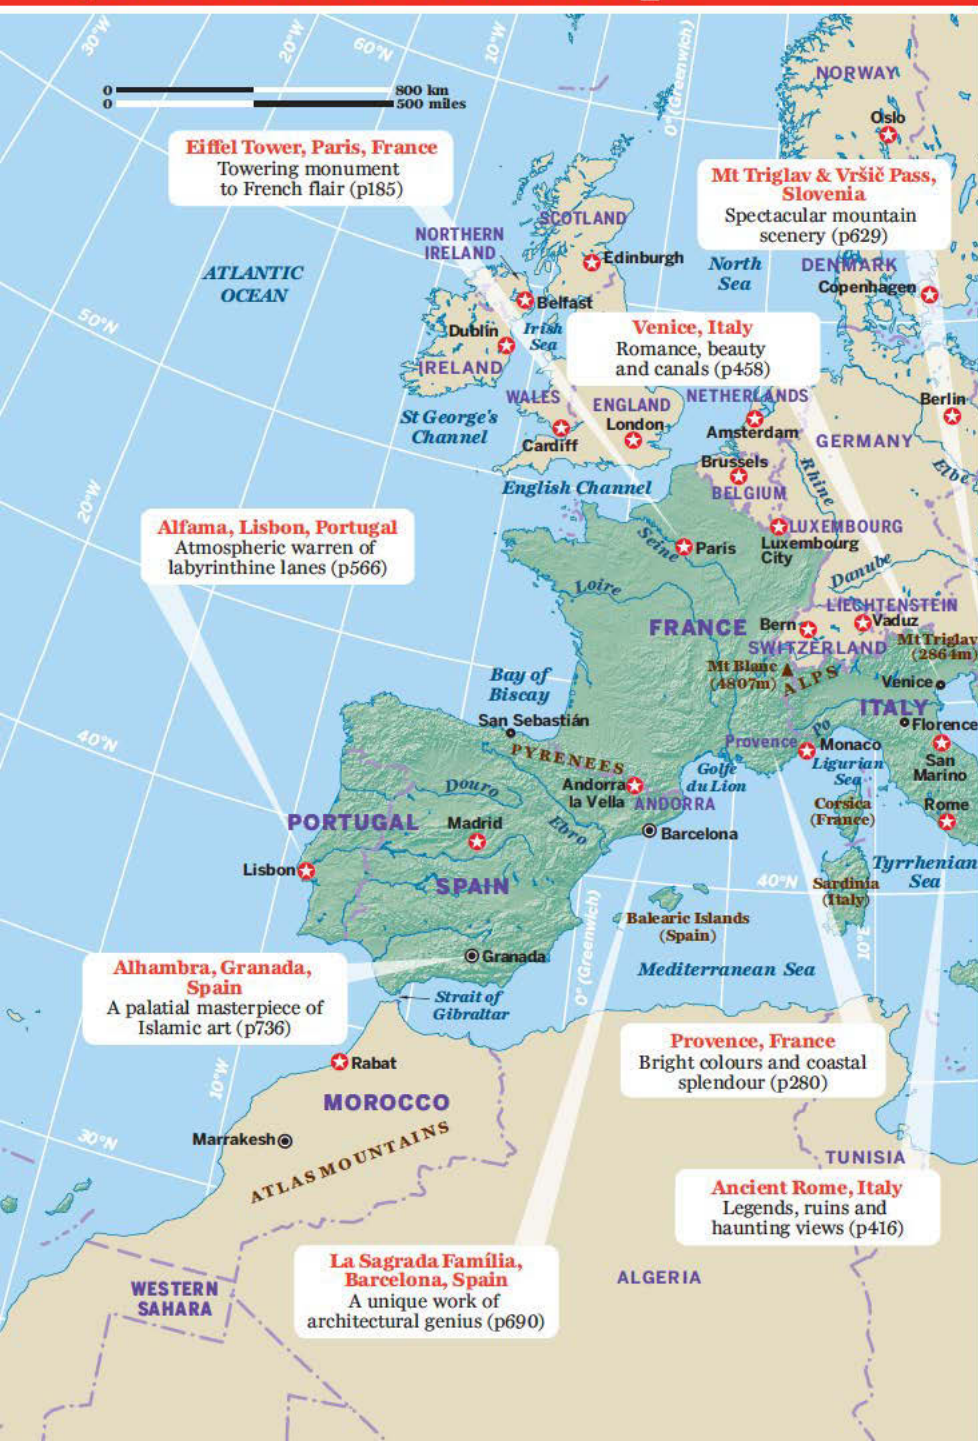 30°W
20°W
60°N
10°W
0° (Greenwich)
NORWAY
Oslo
0 800 km
0 500 miles
Eiffel Tower, Paris, France
Towering monument
to French flair (p185)
Mt Triglav & Vršič Pass,
Slovenia
Spectacular mountain
scenery (p629)
SCOTLAND
Edinburgh
NORTHERN
IRELAND
ATLANTIC
OCEAN
North
Sea
DENMARK
Copenhagen
Belfast
50°N
Dublin
Irish
Sea
IRELAND
Venice, Italy
Romance, beauty
and canals (p458)
WALES
ENGLAND
NETHERLANDS
Berlin
St George's
Channel
Cardiff
London
Amsterdam
GERMANY
Brussels
BELGIUM
Rhine
Elbe
English Channel
20°W
Alfama, Lisbon, Portugal
Atmospheric warren of
labyrinthine lanes (p566)
Seine
Paris
LUXEMBOURG
Luxembourg
City
Danube
Loire
FRANCE
Bern
LIECHTENSTEIN
Vaduz
SWITZERLAND
Mt Triglav
(2864m)
Mt Blanc
(4807m)
ALPS
Venice
Bay of
Biscay
San Sebastián
ITALY
Florence
40°N
PYRENEES
Provence
Po
Monaco
Ligurian
Sea
San
Marino
Golfe
du Lion
Douro
Andorra
la Vella
ANDORRA
Corsica
(France)
Rome
PORTUGAL
Madrid
Ebro
Barcelona
Lisbon
SPAIN
40°N
Sardinia
(Italy)
Tyrrhenian
Sea
Balearic Islands
(Spain)
0° (Greenwich)
10°E
Granada
Mediterranean Sea
Alhambra, Granada,
Spain
A palatial masterpiece of
Islamic art (p736)
Strait of
Gibraltar
Provence, France
Bright colours and coastal
splendour (p280)
Rabat
10°W
MOROCCO
30°N
Marrakesh
ATLAS MOUNTAINS
TUNISIA
Ancient Rome, Italy
Legends, ruins and
haunting views (p416)
La Sagrada Família,
Barcelona, Spain
A unique work of
architectural genius (p690)
WESTERN
SAHARA
ALGERIA